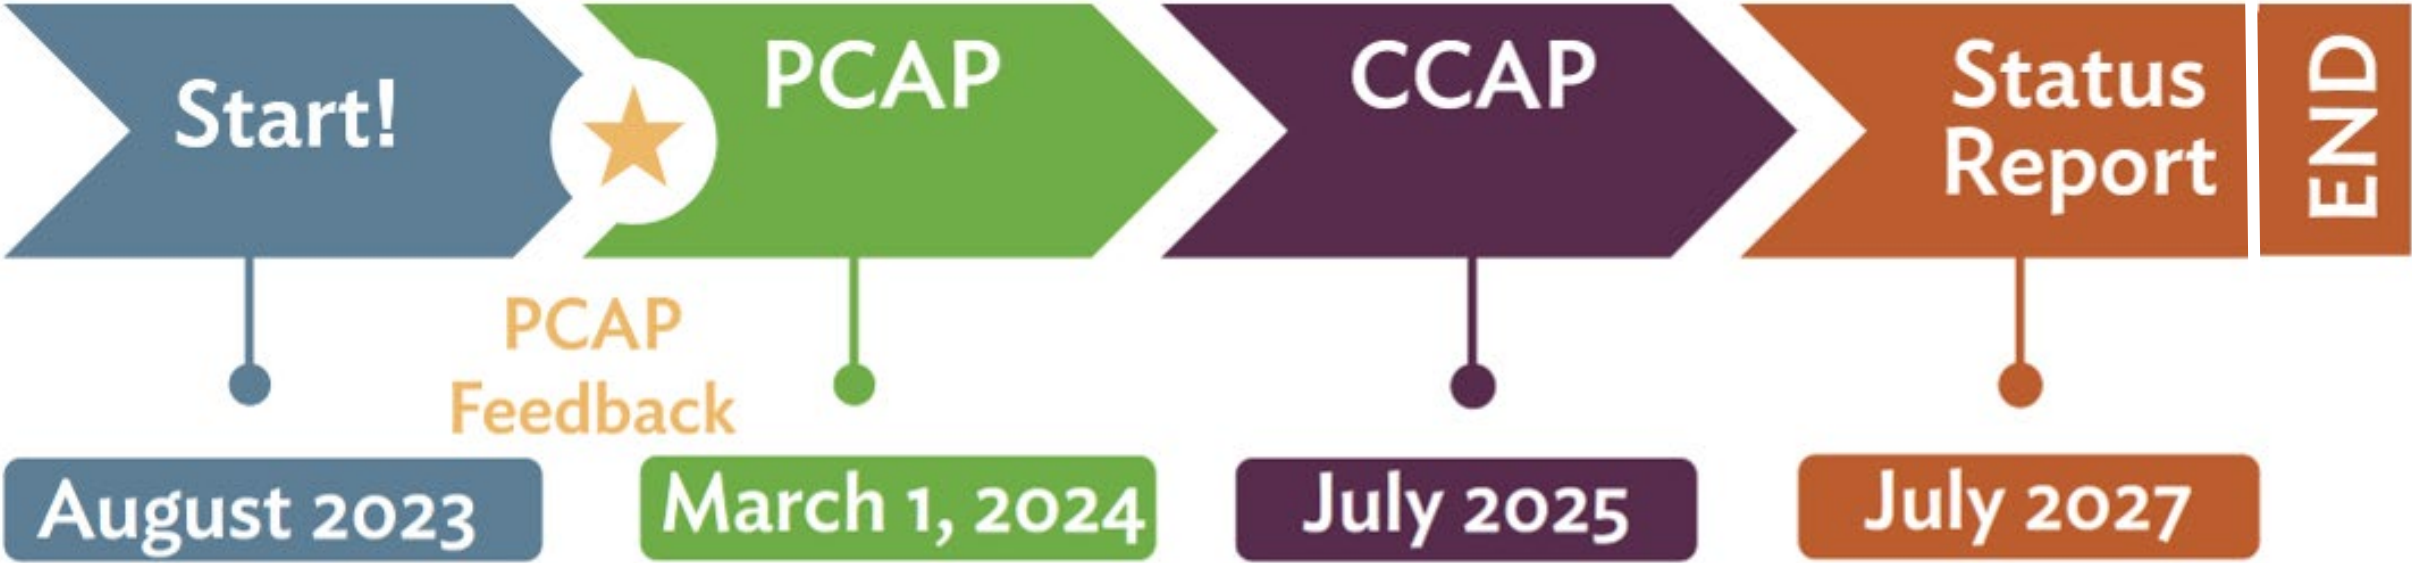 Start!
PCAP
CCAP
Status
Report
END
PCAP
Feedback
August 2023
March 1, 2024
July 2025
July 2027